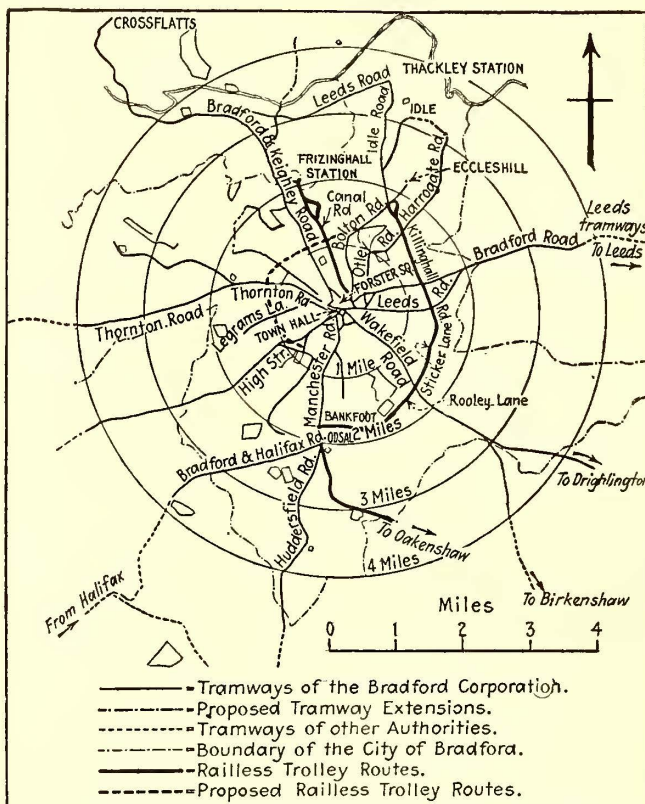 CROSSFLATTS
THACKLEY STATION
Leeds Road
Idle Road
IDLE
Bradford & Keighley Road
FRIZINGHALL
STATION
Canal
Rd
Bolton Rd.
Harrogate Rd.
ECCLESHILL
Otley
Rd.
Killinghall
Rd.
Leeds
tramways
To Leeds
Bradford Road
FORSTER SQ.
Thornton Rd
Leeds
Rd.
Thornton Road
Legrams La.
TOWN HALL
Wakefield
Road
Sticker Lane
High Str.
Manchester Rd.
1 Mile
Rooley Lane
BANKFOOT
ODSAL
2 Miles
Bradford & Halifax Rd.
Huddersfield Rd.
3 Miles
To Drighlington
To Oakenshaw
4 Miles
To Birkenshaw
From Halifax
Miles
0 1 2 3 4
=Tramways of the Bradford Corporation.
=Proposed Tramway Extensions.
=Tramways of other Authorities.
=Boundary of the City of Bradford.
=Railless Trolley Routes.
=Proposed Railless Trolley Routes.